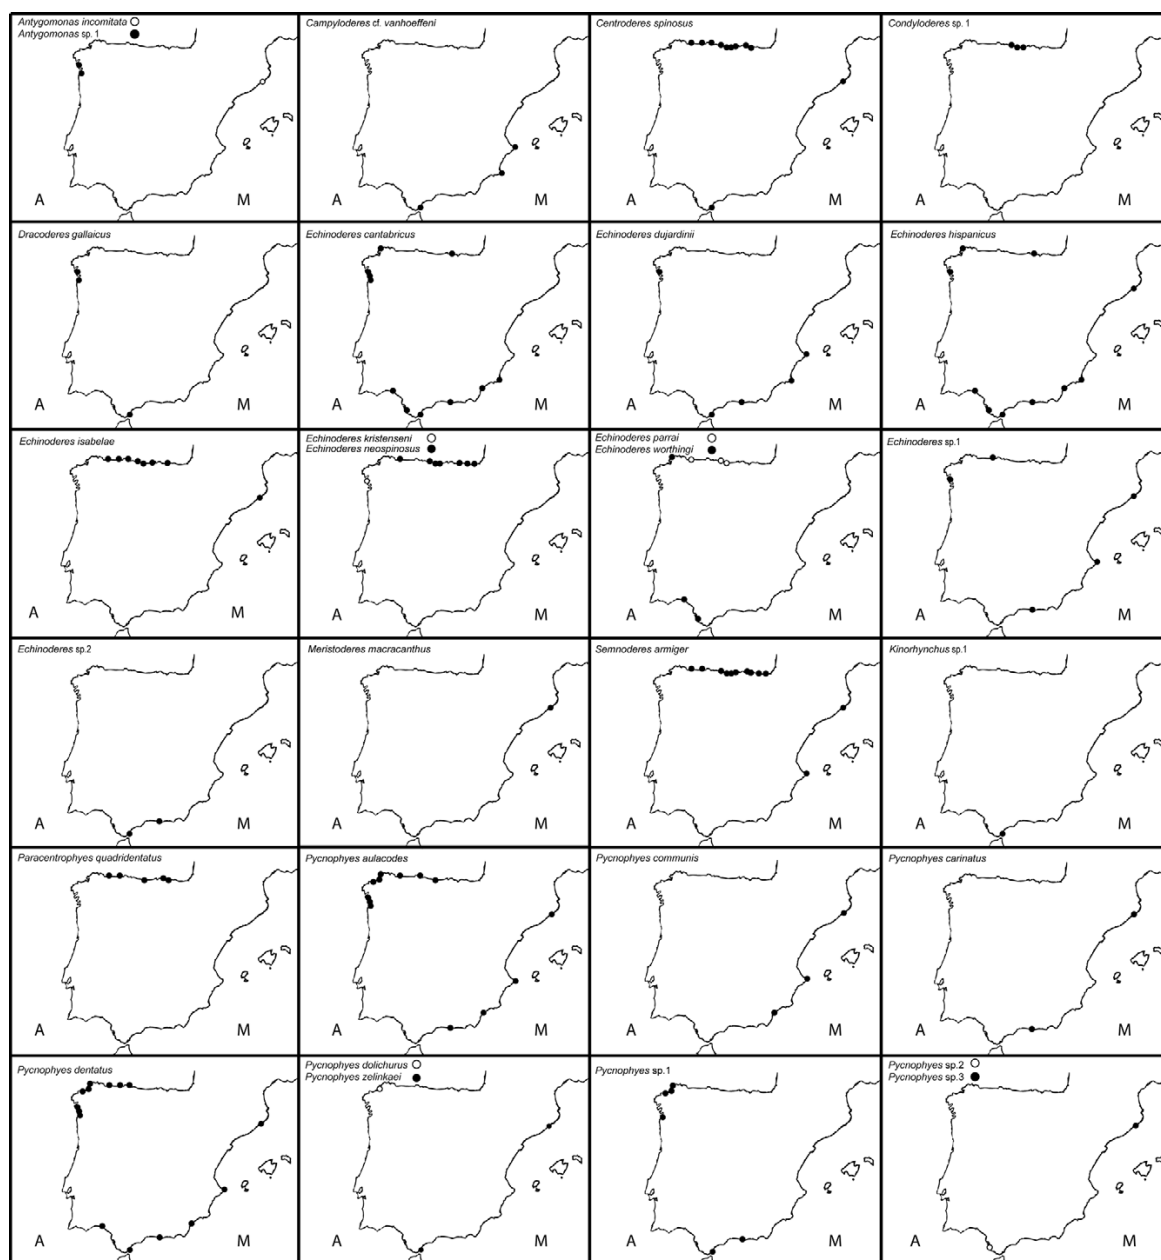 Antygomonas incomitata
Antygomonas sp. 1
A
M
Campyloderes cf. vanhoeffeni
A
M
Centroderes spinosus
A
M
Condyloderes sp. 1
A
M
Dracoderes gallaicus
A
M
Echinoderes cantabricus
A
M
Echinoderes dujardinii
A
M
Echinoderes hispanicus
A
M
Echinoderes isabelae
A
M
Echinoderes kristenseni
Echinoderes neospinosus
A
M
Echinoderes parrai
Echinoderes worthingi
A
M
Echinoderes sp.1
A
M
Echinoderes sp.2
A
M
Meristoderes macracanthus
A
M
Semnoderes armiger
A
M
Kinorhynchus sp.1
A
M
Paracentrophyes quadridentatus
A
M
Pycnophyes aulacodes
A
M
Pycnophyes communis
A
M
Pycnophyes carinatus
A
M
Pycnophyes dentatus
A
M
Pycnophyes dolichurus
Pycnophyes zelinkaei
A
M
Pycnophyes sp.1
A
M
Pycnophyes sp.2
Pycnophyes sp.3
A
M